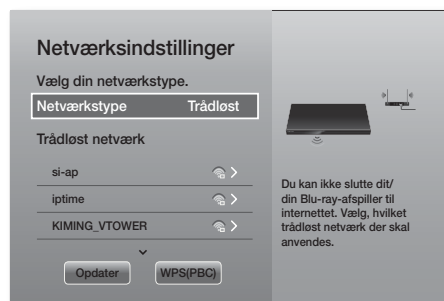 Netværksindstillinger
Vælg din netværkstype.
Netværkstype Trådløst
Trådløst netværk
si-ap
iptime
KIMING_VTOWER
Opdater WPS(PBC)
Du kan ikke slutte dit/
din Blu-ray-afspiller til
internettet. Vælg, hvilket
trådløst netværk der skal
anvendes.